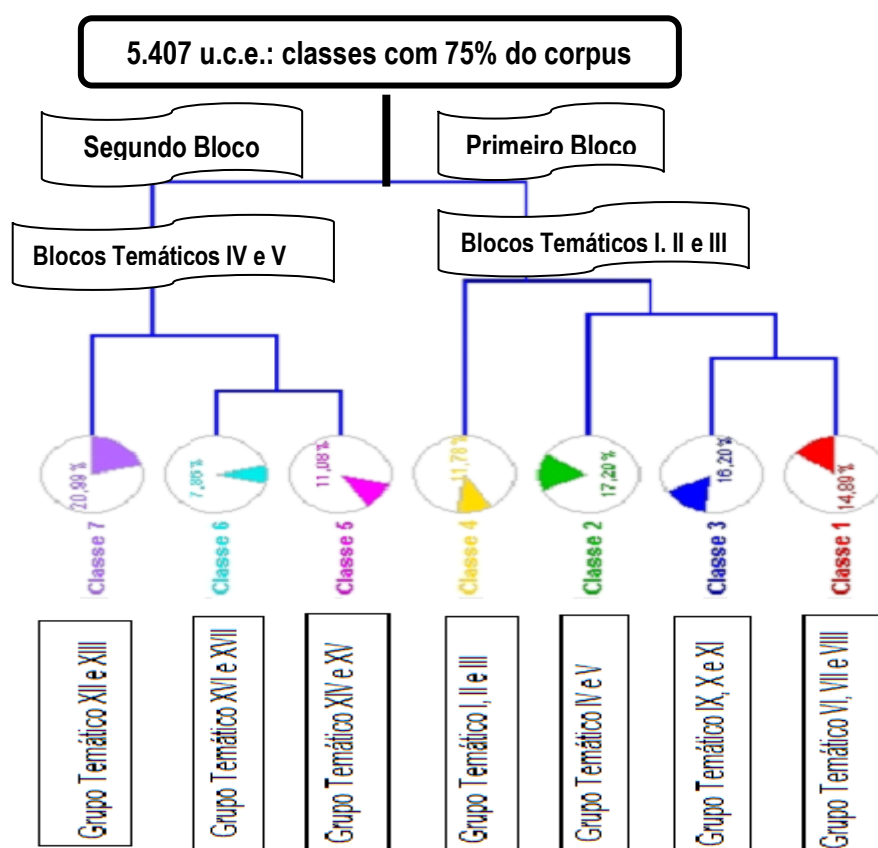 5.407 u.c.e.: classes com 75% do corpus
Segundo Bloco
Primeiro Bloco
Blocos Temáticos IV e V
Blocos Temáticos I. II e III
20,99%
7,86%
11,08%
11,78%
17,20%
16,20%
14,89%
Classe 7
Classe 6
Classe 5
Classe 4
Classe 2
Classe 3
Classe 1
Grupo Temático XII e XIII
Grupo Temático XVI e XVII
Grupo Temático XIV e XV
Grupo Temático I, II e III
Grupo Temático IV e V
Grupo Temático IX, X e XI
Grupo Temático VI, VII e VIII